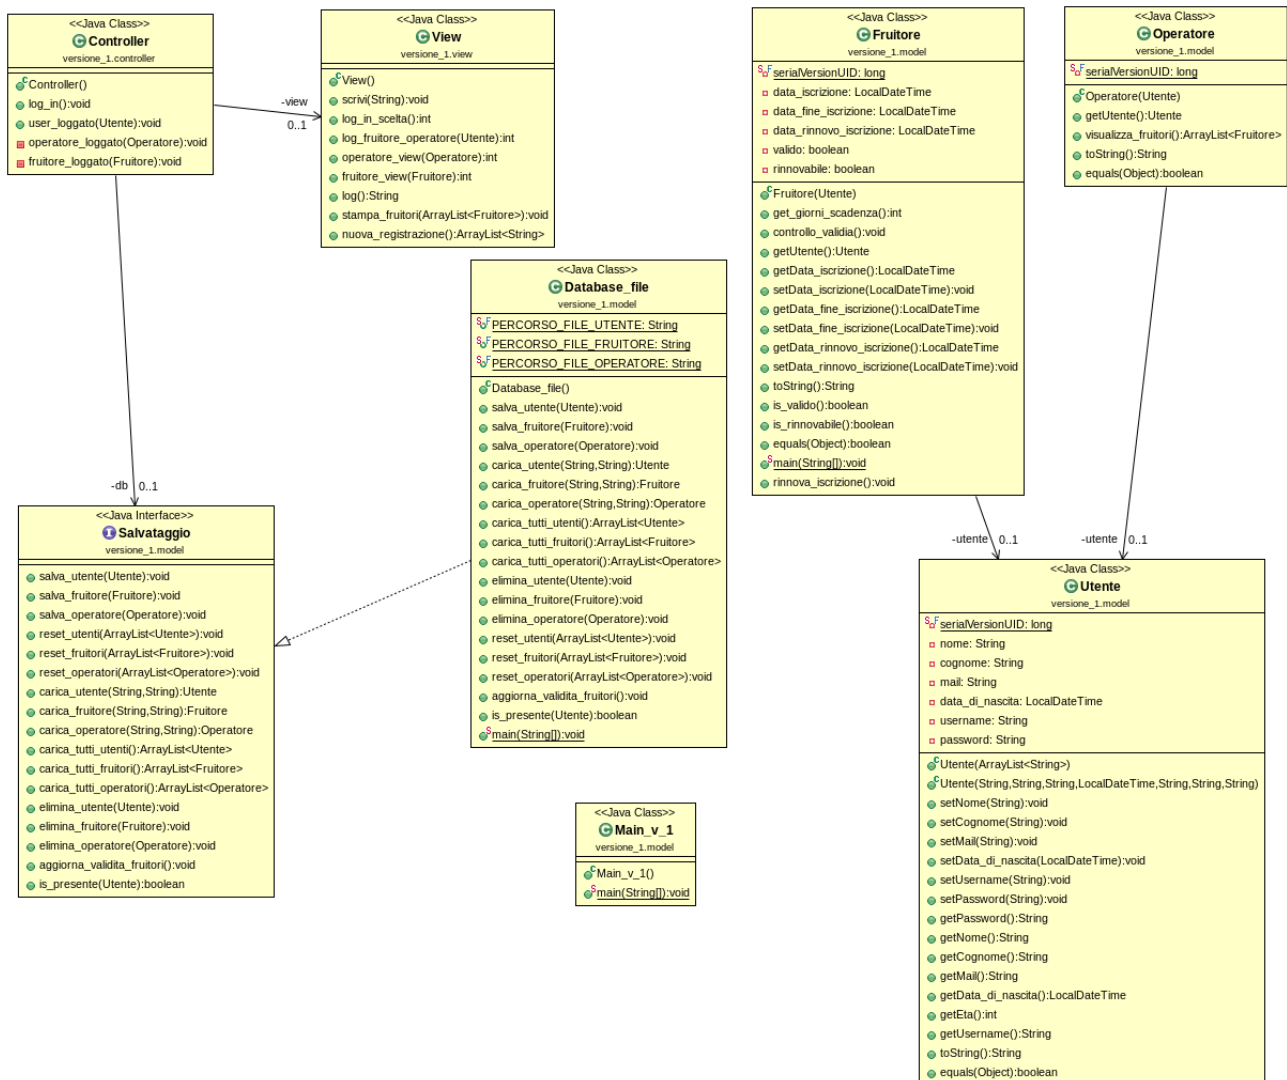 <<Java Class>>
Controller
versione_1.controller
Controller()
log_in():void
user_loggato(Utente):void
operatore_loggato(Operatore):void
fruitore_loggato(Fruitore):void
-view
0..1
<<Java Class>>
View
versione_1.view
View()
scrivi(String):void
log_in_scelta():int
log_fruitore_operatore(Utente):int
operatore_view(Operatore):int
fruitore_view(Fruitore):int
log():String
stampa_fruitori(ArrayList<Fruitore>):void
nuova_registrazione():ArrayList<String>
<<Java Class>>
Fruitore
versione_1.model
serialVersionUID: long
data_iscrizione: LocalDateTime
data_fine_iscrizione: LocalDateTime
data_rinnovo_iscrizione: LocalDateTime
valido: boolean
rinnovabile: boolean
Fruitore(Utente)
get_giorni_scadenza():int
controllo_validia():void
getUtente():Utente
getData_iscrizione():LocalDateTime
setData_iscrizione(LocalDateTime):void
getData_fine_iscrizione():LocalDateTime
setData_fine_iscrizione(LocalDateTime):void
getData_rinnovo_iscrizione():LocalDateTime
setData_rinnovo_iscrizione(LocalDateTime):void
toString():String
is_valido():boolean
is_rinnovabile():boolean
equals(Object):boolean
main(String[]):void
rinnova_iscrizione():void
<<Java Class>>
Operatore
versione_1.model
serialVersionUID: long
Operatore(Utente)
getUtente():Utente
visualizza_fruitori():ArrayList<Fruitore>
toString():String
equals(Object):boolean
<<Java Class>>
Database_file
versione_1.model
PERCORSO_FILE_UTENTE: String
PERCORSO_FILE_FRUITORE: String
PERCORSO_FILE_OPERATORE: String
Database_file()
salva_utente(Utente):void
salva_fruitore(Fruitore):void
salva_operatore(Operatore):void
carica_utente(String,String):Utente
carica_fruitore(String,String):Fruitore
carica_operatore(String,String):Operatore
carica_tutti_utenti():ArrayList<Utente>
carica_tutti_fruitori():ArrayList<Fruitore>
carica_tutti_operatori():ArrayList<Operatore>
elimina_utente(Utente):void
elimina_fruitore(Fruitore):void
elimina_operatore(Operatore):void
reset_utenti(ArrayList<Utente>):void
reset_fruitori(ArrayList<Fruitore>):void
reset_operatori(ArrayList<Operatore>):void
aggiorna_validita_fruitori():void
is_presente(Utente):boolean
main(String[]):void
-db 0..1
<<Java Interface>>
Salvataggio
versione_1.model
salva_utente(Utente):void
salva_fruitore(Fruitore):void
salva_operatore(Operatore):void
reset_utenti(ArrayList<Utente>):void
reset_fruitori(ArrayList<Fruitore>):void
reset_operatori(ArrayList<Operatore>):void
carica_utente(String,String):Utente
carica_fruitore(String,String):Fruitore
carica_operatore(String,String):Operatore
carica_tutti_utenti():ArrayList<Utente>
carica_tutti_fruitori():ArrayList<Fruitore>
carica_tutti_operatori():ArrayList<Operatore>
elimina_utente(Utente):void
elimina_fruitore(Fruitore):void
elimina_operatore(Operatore):void
aggiorna_validita_fruitori():void
is_presente(Utente):boolean
<<Java Class>>
Main_v_1
versione_1.model
Main_v_1()
main(String[]):void
-utente 0..1
-utente 0..1
<<Java Class>>
Utente
versione_1.model
serialVersionUID: long
nome: String
cognome: String
mail: String
data_di_nascita: LocalDateTime
username: String
password: String
Utente(ArrayList<String>)
Utente(String,String,String,LocalDateTime,String,String,String)
setNome(String):void
setCognome(String):void
setMail(String):void
setData_di_nascita(LocalDateTime):void
setUsername(String):void
setPassword(String):void
getPassword():String
getNome():String
getCognome():String
getMail():String
getData_di_nascita():LocalDateTime
getEta():int
getUsername():String
toString():String
equals(Object):boolean